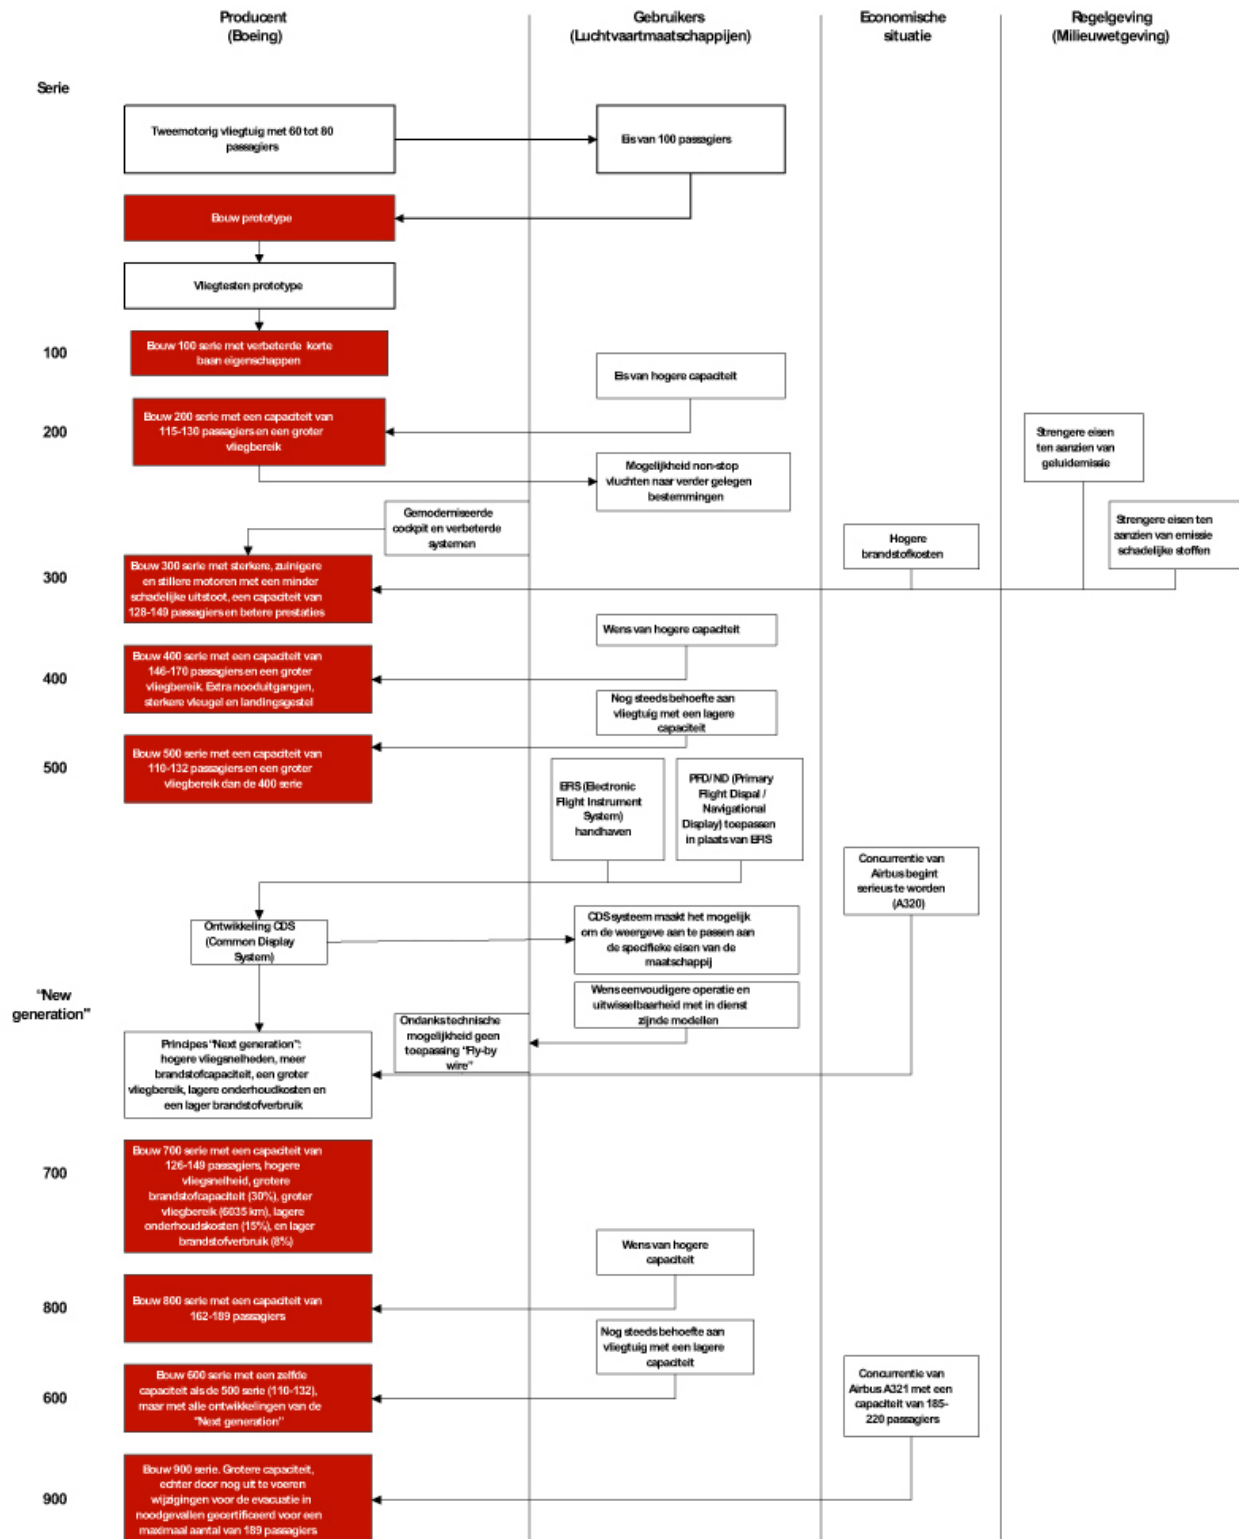 Producent
(Boeing)
Gebruikers
(Luchtvaartmaatschappijen)
Economische
situatie
Regelgeving
(Milieuwetgeving)
Serie
Tweemotorig vliegtuig met 60 tot 80
passagiers
Eis van 100 passagiers
Bouw prototype
Vliegtesten prototype
100
Bouw 100 serie met verbeterde korte
baan eigenschappen
Eis van hogere capaciteit
200
Bouw 200 serie met een capaciteit van
115-130 passagiers en een groter
vliegbereik
Strengere eisen
ten aanzien van
geluidemissie
Mogelijkheid non-stop
vluchten naar verder gelegen
bestemmingen
Gemoderniseerde
cockpit en verbeterde
systemen
Hogere
brandstofkosten
Strengere eisen ten
aanzien van emissie
schadelijke stoffen
300
Bouw 300 serie met sterkere, zuinigere
en stillere motoren met een minder
schadelijke uitstoot, een capaciteit van
128-149 passagiers en betere prestaties
Wens van hogere capaciteit
400
Bouw 400 serie met een capaciteit van
146-170 passagiers en een groter
vliegbereik. Extra nooduitgangen,
sterkere vleugel en landingsgestel
Nog steeds behoefte aan
vliegtuig met een lagere
capaciteit
500
Bouw 500 serie met een capaciteit van
110-132 passagiers en een groter
vliegbereik dan de 400 serie
EFIS (Electronic
Flight Instrument
System)
handhaven
PFD/ND (Primary
Flight Dispal /
Navigational
Display) toepassen
in plaats van EFIS
Concurrentie van
Airbus begint
serieus te worden
(A320)
Ontwikkeling CDS
(Common Display
System)
CDS systeem maakt het mogelijk
om de weergeve aan te passen aan
de specifieke eisen van de
maatschappij
"New
generation"
Wens eenvoudigere operatie en
uitwisselbaarheid met in dienst
zijnde modellen
Ondanks technische
mogelijkheid geen
toepassing "Fly-by
wire"
Principes "Next generation":
hogere vliegsnelheden, meer
brandstofcapaciteit, een groter
vliegbereik, lagere onderhoudkosten en
een lager brandstofverbruik
700
Bouw 700 serie met een capaciteit van
126-149 passagiers, hogere
vliegsnelheid, grotere
brandstofcapaciteit (30%), groter
vliegbereik (6035 km), lagere
onderhoudskosten (15%), en lager
brandstofverbruik (8%)
Wens van hogere
capaciteit
800
Bouw 800 serie met een capaciteit van
162-189 passagiers
Nog steeds behoefte aan
vliegtuig met een lagere
capaciteit
600
Bouw 600 serie met een zelfde
capaciteit als de 500 serie (110-132),
maar met alle ontwikkelingen van de
"Next generation"
Concurrentie van
Airbus A321 met een
capaciteit van 185-
220 passagiers
900
Bouw 900 serie. Grotere capaciteit,
echter door nog uit te voeren
wijzigingen voor de evacuatie in
noodgevallen gecertificeerd voor een
maximaal aantal van 189 passagiers